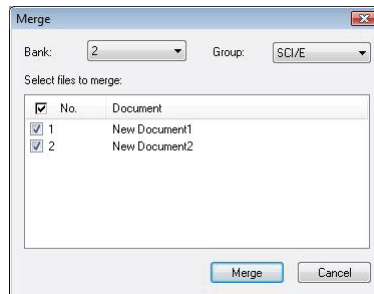 Merge
Bank: 2 Group: SCI/E
Select files to merge:
No. Document
1 New Document1
2 New Document2
Merge Cancel